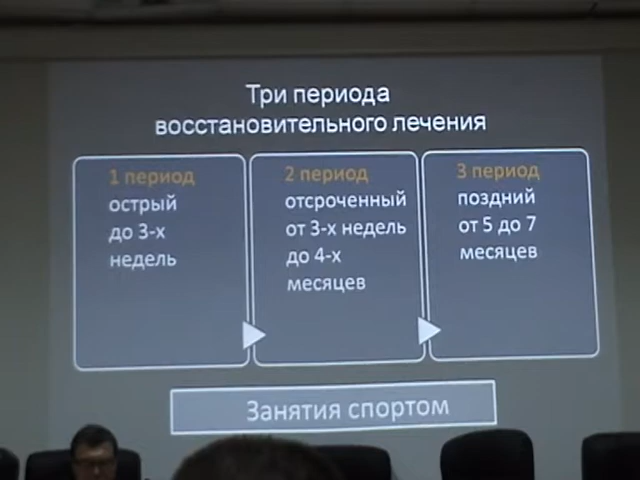 Три периода
восстановительного лечения
1 период
острый
до 3-х
недель
2 период
отсроченный
от 3-х недель
до 4-х
месяцев
3 период
поздний
от 5 до 7
месяцев
Занятия спортом